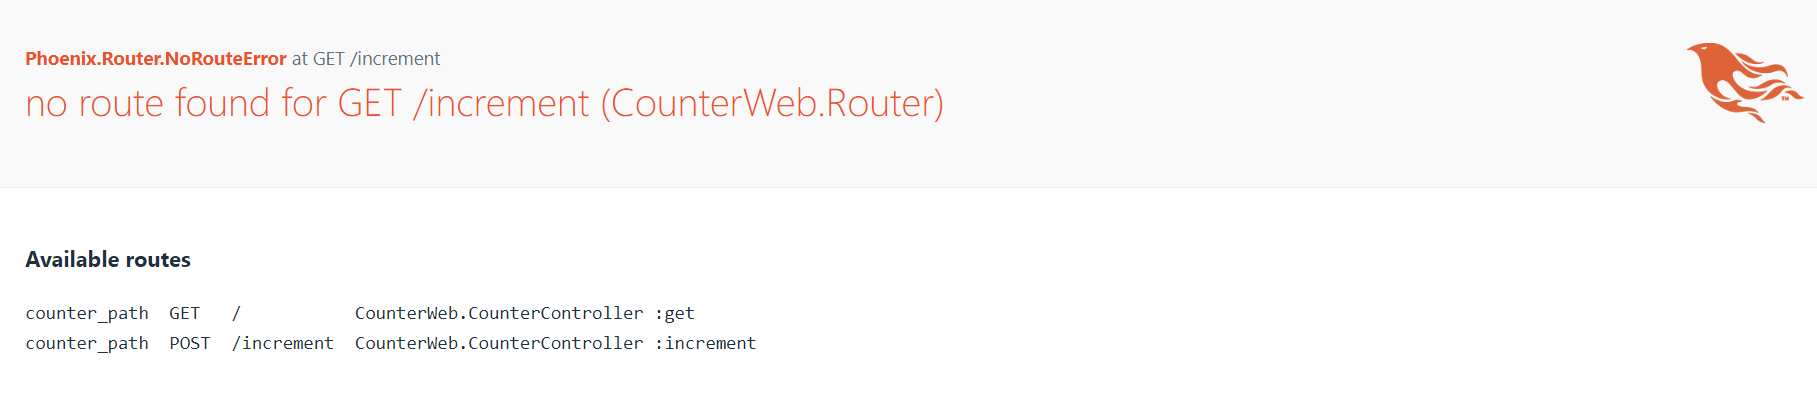 Phoenix.Router.NoRouteError at GET /increment
no route found for GET /increment (CounterWeb.Router)
TM
Available routes
counter_path  GET   /           CounterWeb.CounterController :get
counter_path  POST  /increment  CounterWeb.CounterController :increment